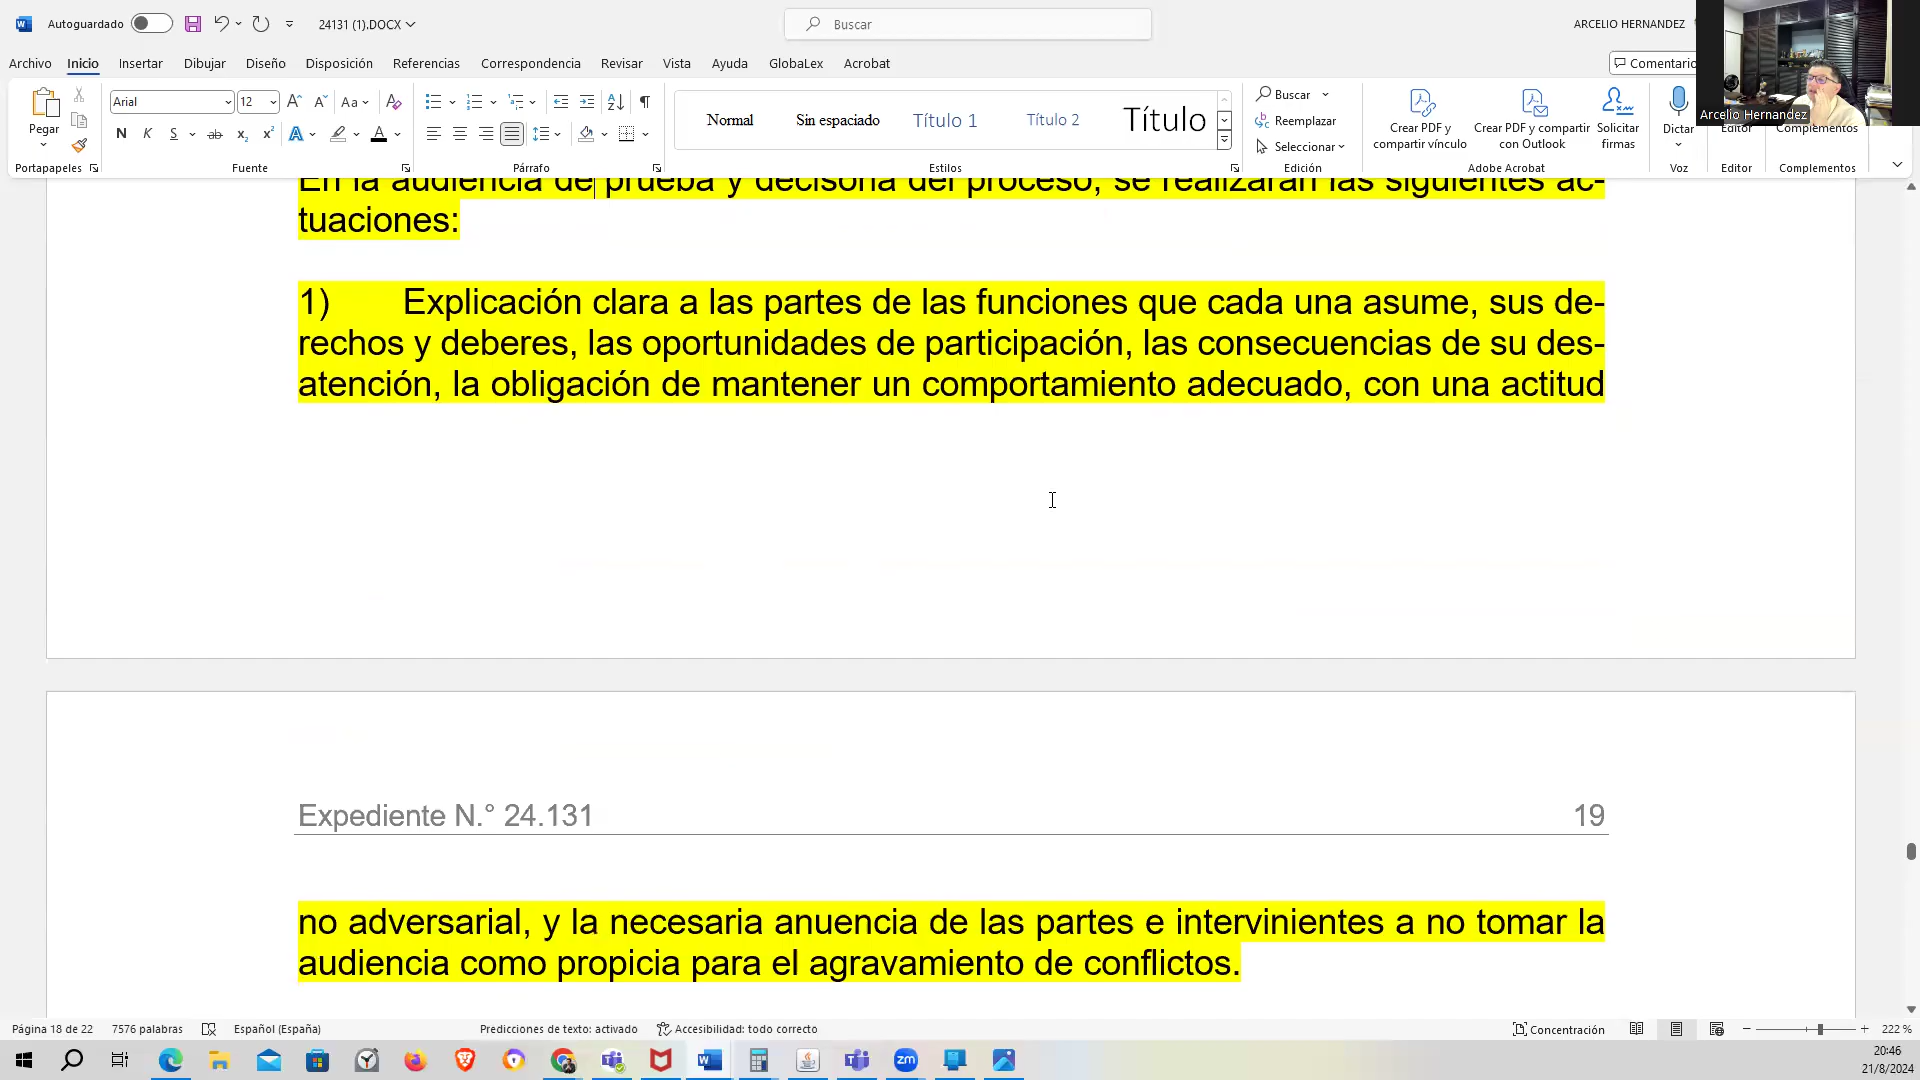 Autoguardado
24131 (1).DOCX
Buscar
ARCELIO HERNANDEZ
Archivo Inicio Insertar Dibujar Diseño Disposición Referencias Correspondencia Revisar Vista Ayuda GlobaLex Acrobat
Comentario
Arcelio Hernandez
Pegar
Portapapeles
Arial 12
Aa
N K S ab x₂ x² A A
Fuente
Párrafo
Normal Sin espaciado Título 1 Título 2 Título
Estilos
Buscar
Reemplazar
Seleccionar
Edición
Crear PDF y compartir vínculo
Crear PDF y compartir con Outlook
Solicitar firmas
Adobe Acrobat
Dictar
Voz
Editor
Editor
Complementos
Complementos
En la audiencia de prueba y decisoria del proceso, se realizarán las siguientes ac-
tuaciones:
1) Explicación clara a las partes de las funciones que cada una asume, sus de-
rechos y deberes, las oportunidades de participación, las consecuencias de su des-
atención, la obligación de mantener un comportamiento adecuado, con una actitud
Expediente N.° 24.131 19
no adversarial, y la necesaria anuencia de las partes e intervinientes a no tomar la
audiencia como propicia para el agravamiento de conflictos.
Página 18 de 22 7576 palabras Español (España) Predicciones de texto: activado Accesibilidad: todo correcto Concentración 222 %
zm
20:46
21/8/2024